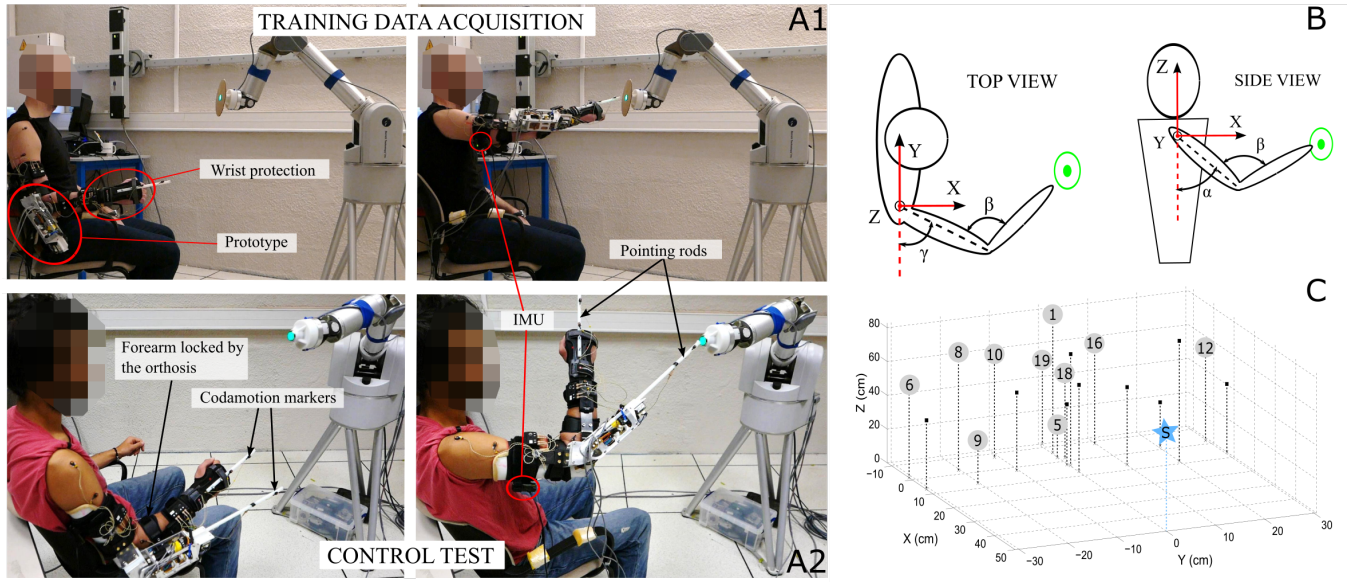 TRAINING DATA ACQUISITION
A1
Wrist protection
Prototype
Pointing rods
IMU
Forearm locked by
the orthosis
Codamotion markers
CONTROL TEST
A2
B
TOP VIEW
SIDE VIEW
Y
X
Z
β
γ
Z
X
Y
β
α
C
80
60
40
20
0
Z (cm)
-10
0
10
20
30
40
50
X (cm)
-30
-20
-10
0
10
20
30
Y (cm)
1
8
10
19
16
12
6
18
5
9
S